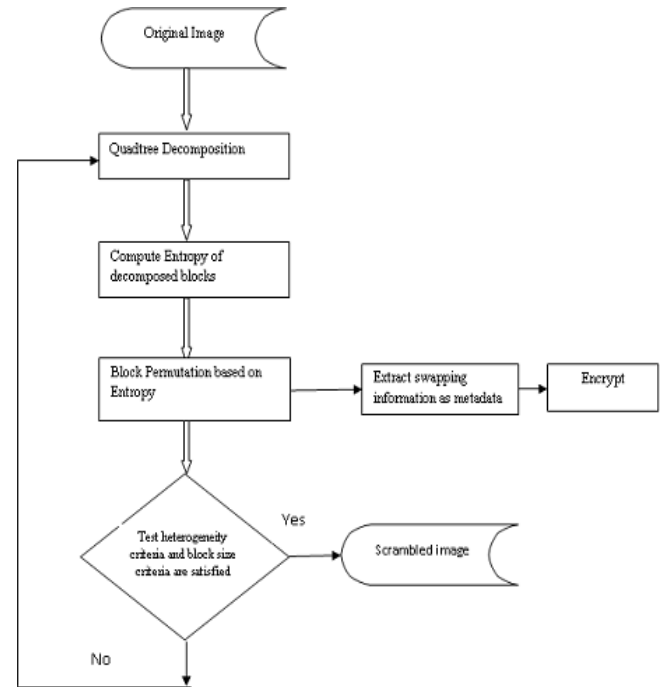 Original Image
Quadtree Decomposition
Compute Entropy of
decomposed blocks
Block Permutation based on
Entropy
Extract swapping
information as metadata
Encrypt
Test heterogeneity
criteria and block size
criteria are satisfied
Yes
Scrambled image
No